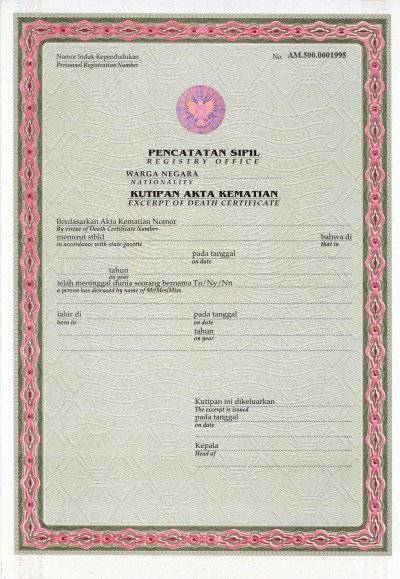 Nomor Induk Kependudukan No. AM.500.0001995
Personnel Registration Number
PENCATATAN SIPIL
REGISTRY OFFICE
WARGA NEGARA
NATIONALITY
KUTIPAN AKTA KEMATIAN
EXCERPT OF DEATH CERTIFICATE
Berdasarkan Akta Kematian Nomor
By virtue of Death Certificate Number
menurut stbld bahwa di
in accordance with state gazette that in
pada tanggal
on date
tahun
on year
telah meninggal dunia seorang bernama Tn/Ny/Nn
a person has deceased by name of Mr/Mrs/Miss
lahir di pada tanggal
born in on date
tahun
on year
Kutipan ini dikeluarkan
The excerpt is issued
pada tanggal
on date
Kepala
Head of